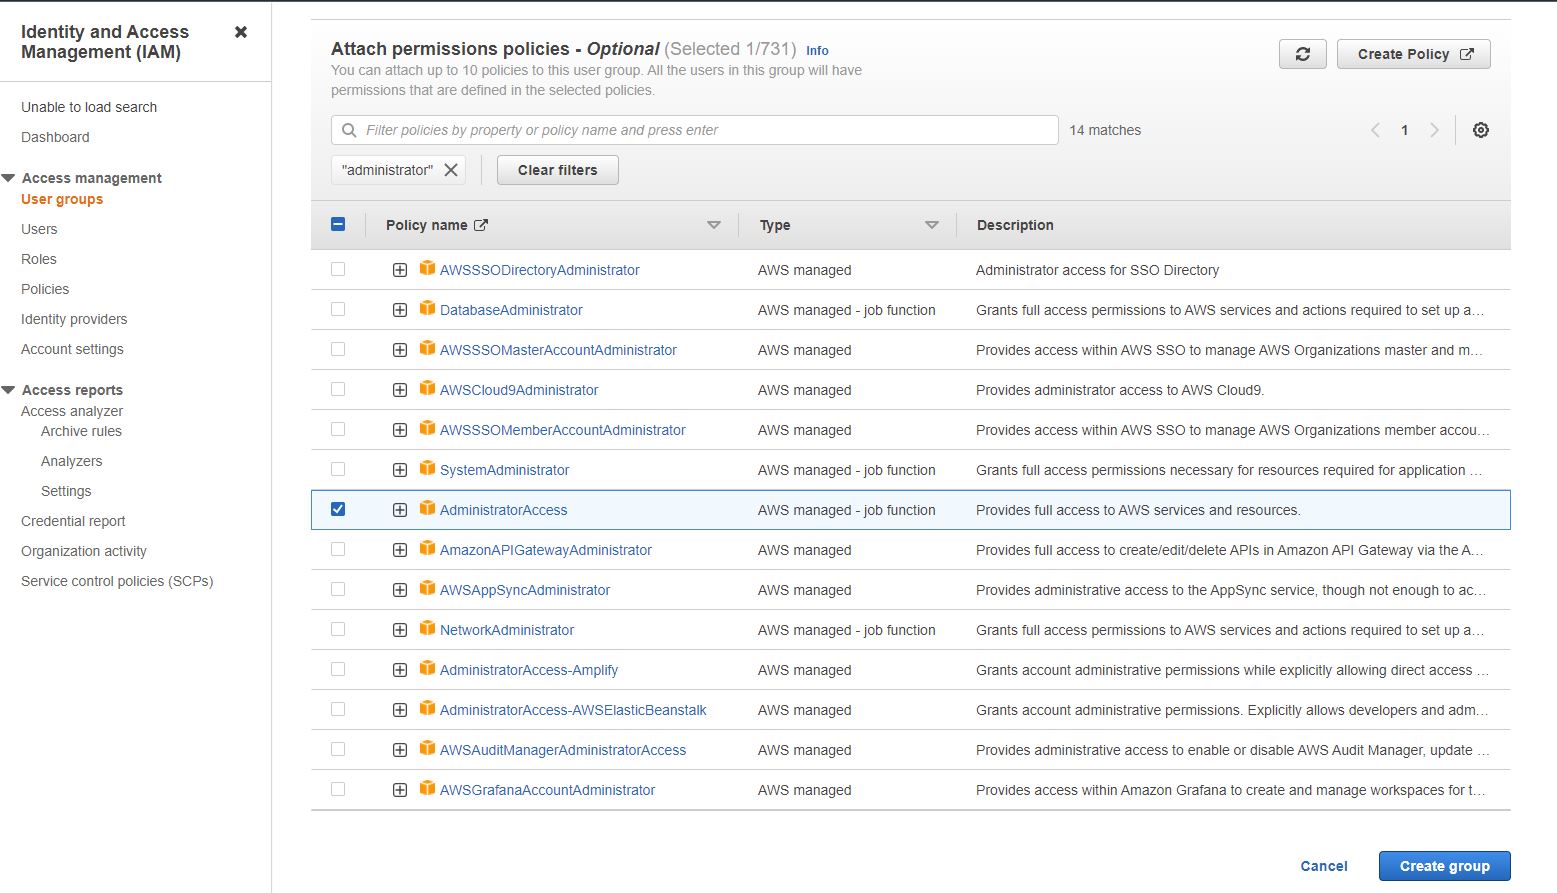 Identity and Access
Management (IAM)
Unable to load search
Dashboard
Access management
User groups
Users
Roles
Policies
Identity providers
Account settings
Access reports
Access analyzer
Archive rules
Analyzers
Settings
Credential report
Organization activity
Service control policies (SCPs)
Attach permissions policies - Optional (Selected 1/731) Info
You can attach up to 10 policies to this user group. All the users in this group will have
permissions that are defined in the selected policies.
Create Policy
Filter policies by property or policy name and press enter
14 matches
1
"administrator"
Clear filters
Policy name Type Description
AWSSSODirectoryAdministrator AWS managed Administrator access for SSO Directory
DatabaseAdministrator AWS managed - job function Grants full access permissions to AWS services and actions required to set up a...
AWSSSOMasterAccountAdministrator AWS managed Provides access within AWS SSO to manage AWS Organizations master and m...
AWSCloud9Administrator AWS managed Provides administrator access to AWS Cloud9.
AWSSSOMemberAccountAdministrator AWS managed Provides access within AWS SSO to manage AWS Organizations member accou...
SystemAdministrator AWS managed - job function Grants full access permissions necessary for resources required for application ...
AdministratorAccess AWS managed - job function Provides full access to AWS services and resources.
AmazonAPIGatewayAdministrator AWS managed Provides full access to create/edit/delete APIs in Amazon API Gateway via the A...
AWSAppSyncAdministrator AWS managed Provides administrative access to the AppSync service, though not enough to ac...
NetworkAdministrator AWS managed - job function Grants full access permissions to AWS services and actions required to set up a...
AdministratorAccess-Amplify AWS managed Grants account administrative permissions while explicitly allowing direct access ...
AdministratorAccess-AWSElasticBeanstalk AWS managed Grants account administrative permissions. Explicitly allows developers and adm...
AWSAuditManagerAdministratorAccess AWS managed Provides administrative access to enable or disable AWS Audit Manager, update ...
AWSGrafanaAccountAdministrator AWS managed Provides access within Amazon Grafana to create and manage workspaces for t...
Cancel
Create group